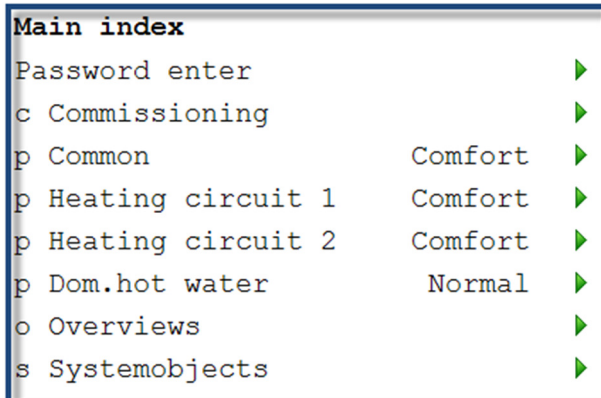 Main index
Password enter
c Commissioning
p Common Comfort
p Heating circuit 1 Comfort
p Heating circuit 2 Comfort
p Dom.hot water Normal
o Overviews
s Systemobjects